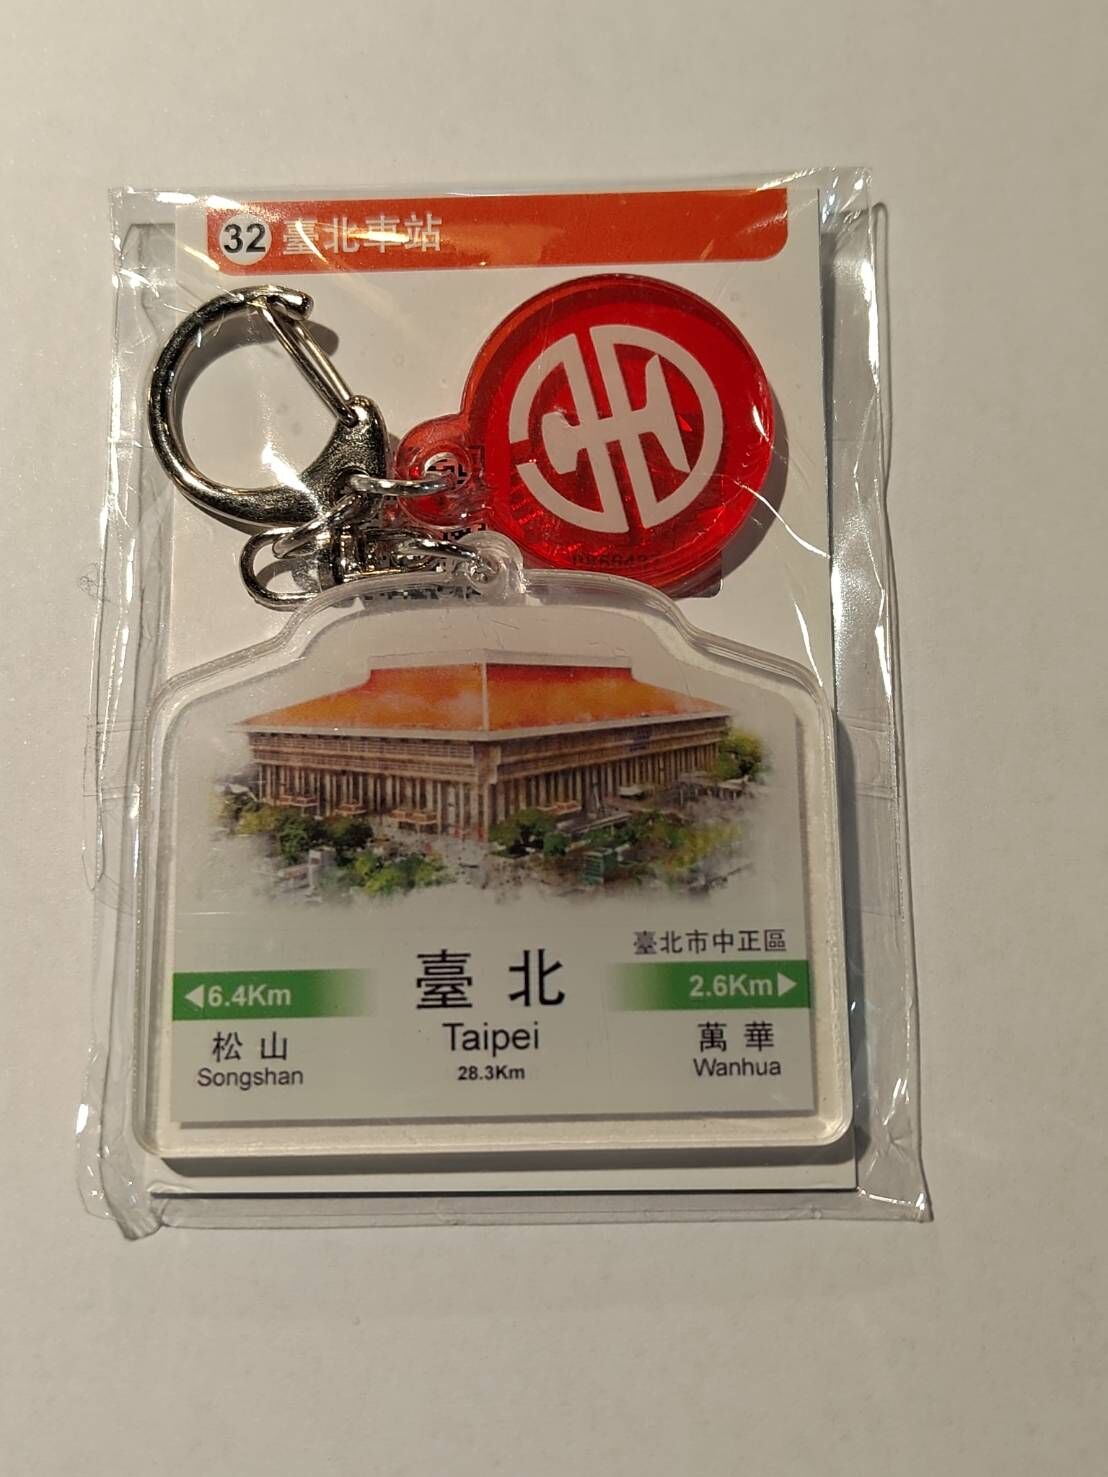 32 臺北車站
臺北市中正區
臺北
Taipei
28.3Km
◀6.4Km
松山
Songshan
2.6Km▶
萬華
Wanhua